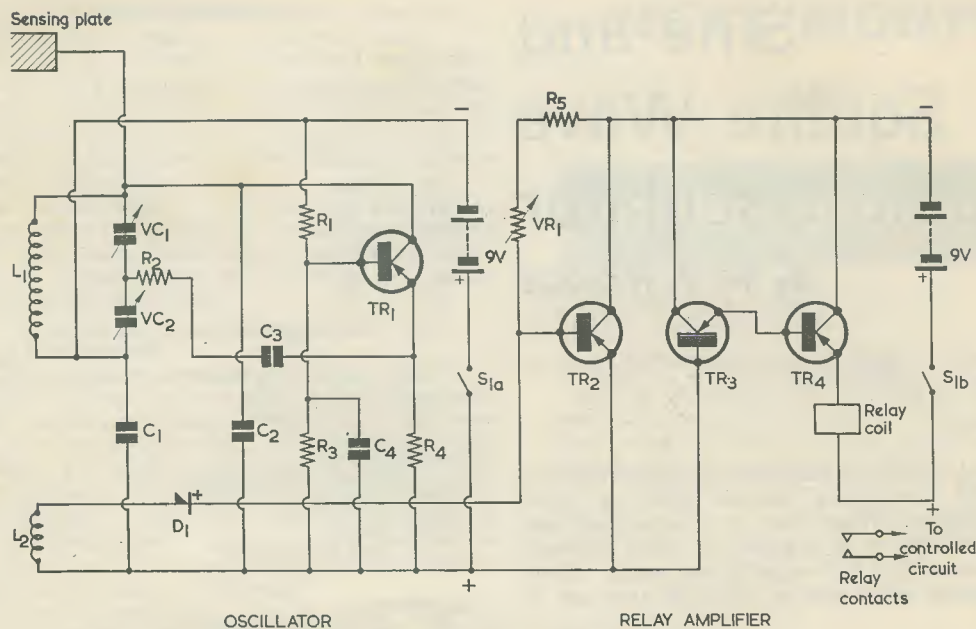 Sensing plate
L1
VC1
VC2
R2
C3
C1
C2
R1
R3
C4
R4
TR1
−
9V
+
S1a
+
L2
D1
+
OSCILLATOR
R5
VR1
TR2
TR3
TR4
−
9V
+
S1b
Relay
coil
+
To
controlled
circuit
Relay
contacts
RELAY AMPLIFIER